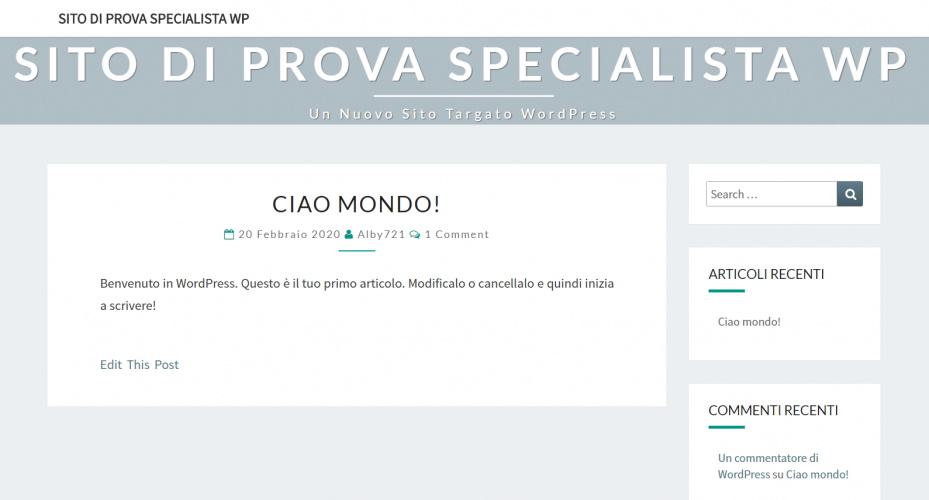 SITO DI PROVA SPECIALISTA WP
SITO DI PROVA SPECIALISTA WP
Un Nuovo Sito Targato WordPress
CIAO MONDO!
20 Febbraio 2020 Alby721 1 Comment
Benvenuto in WordPress. Questo è il tuo primo articolo. Modificalo o cancellalo e quindi inizia
a scrivere!
Edit This Post
Search …
ARTICOLI RECENTI
Ciao mondo!
COMMENTI RECENTI
Un commentatore di
WordPress su Ciao mondo!